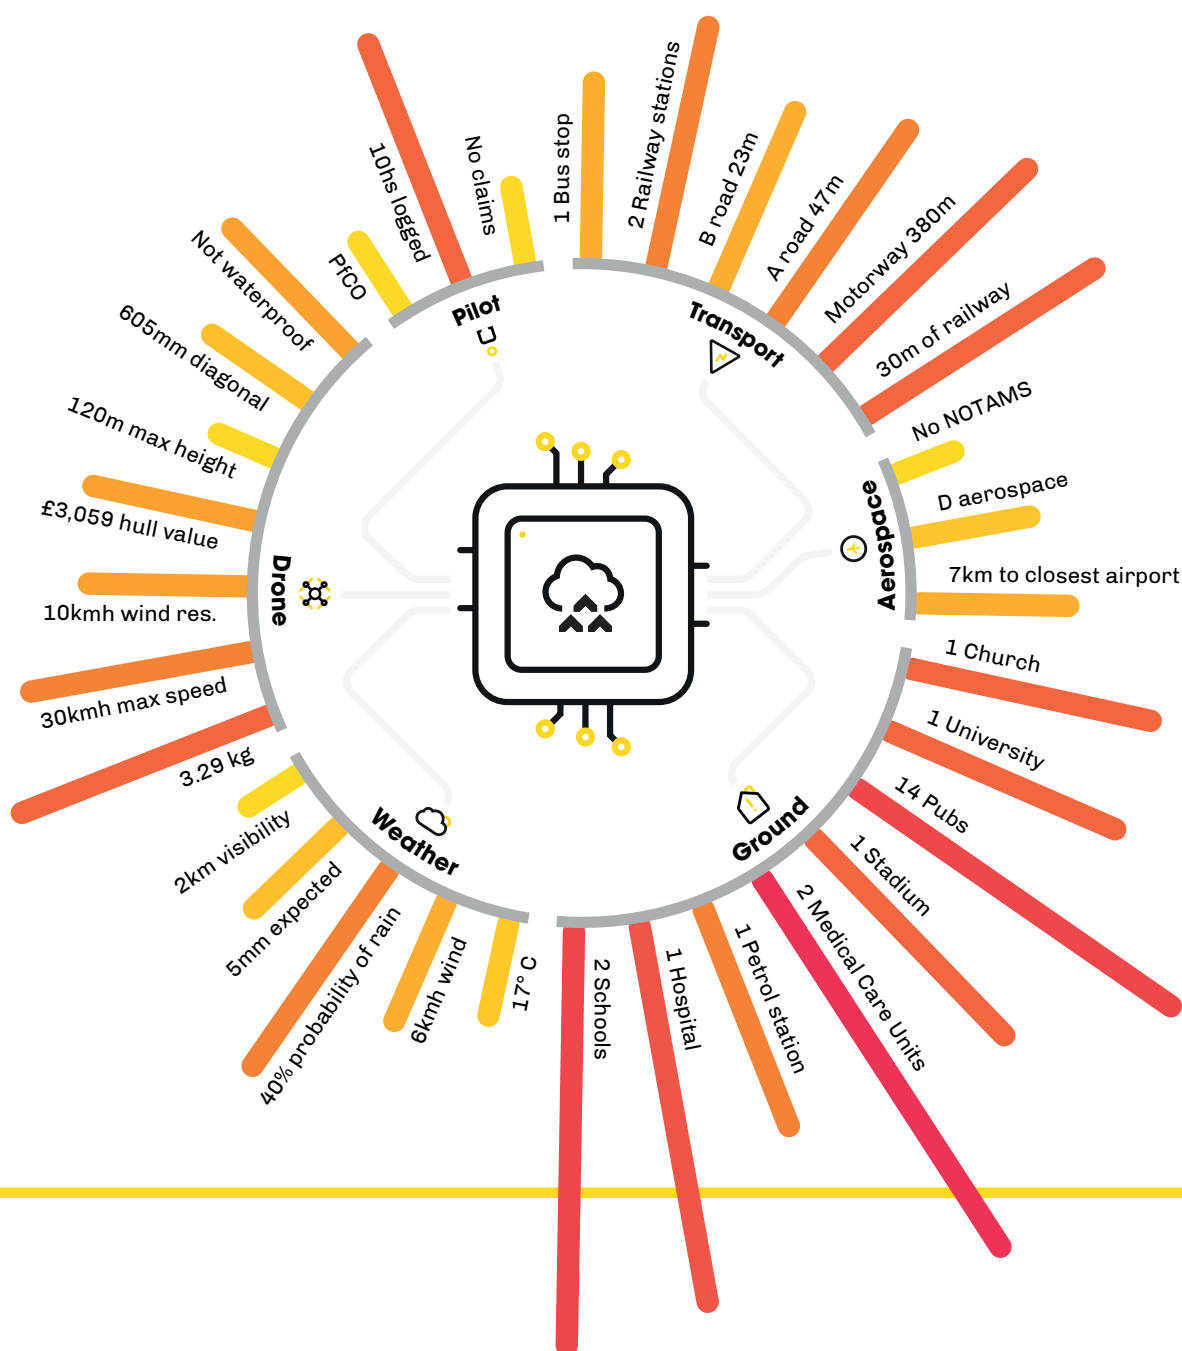 Pilot
PfCO
10hs logged
No claims
Transport
1 Bus stop
2 Railway stations
B road 23m
A road 47m
Motorway 380m
30m of railway
Aerospace
No NOTAMS
D aerospace
7km to closest airport
Ground
1 Church
1 University
14 Pubs
1 Stadium
2 Medical Care Units
1 Petrol station
1 Hospital
2 Schools
Weather
17° C
6kmh wind
40% probability of rain
5mm expected
2km visibility
Drone
3.29 kg
30kmh max speed
10kmh wind res.
£3,059 hull value
120m max height
605mm diagonal
Not waterproof